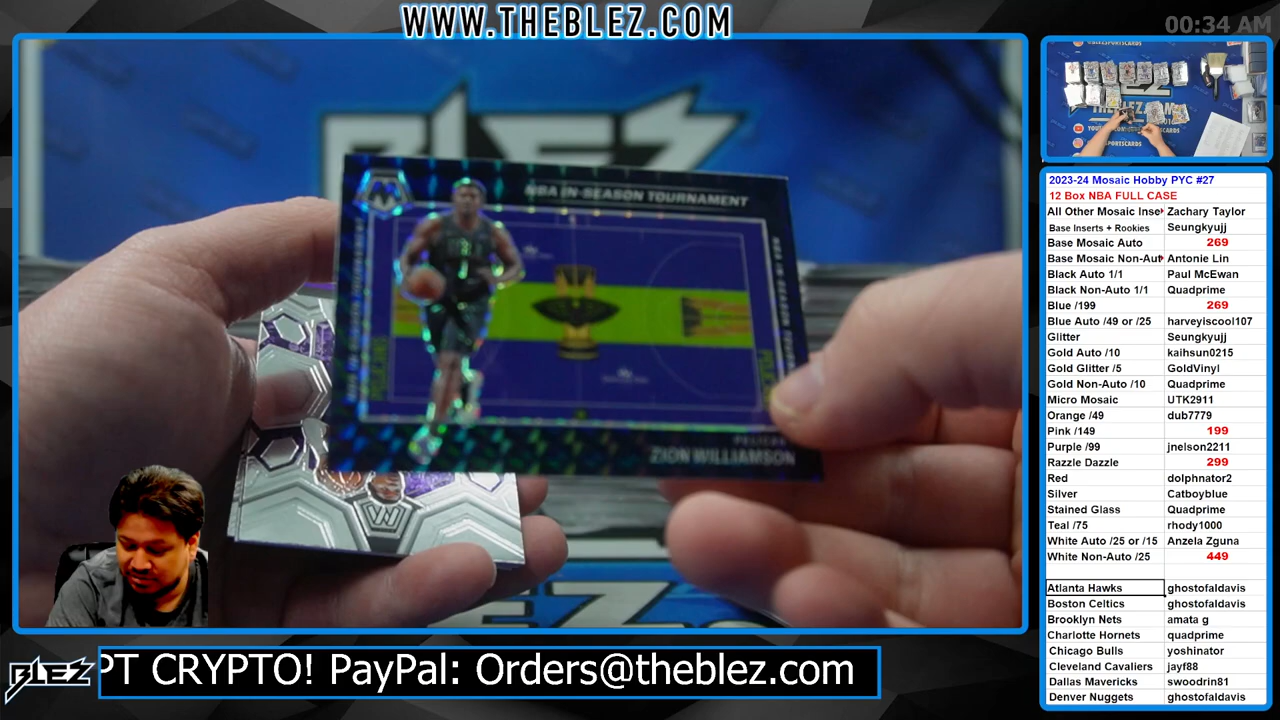 WWW.THEBLEZ.COM
00:34 AM
BLEZ
NBA IN-SEASON TOURNAMENT
PELICANS
ZION WILLIAMSON
2023-24 Mosaic Hobby PYC #27
12 Box NBA FULL CASE
All Other Mosaic Inse Zachary Taylor
Base Inserts + Rookies Seungkyujj
Base Mosaic Auto 269
Base Mosaic Non-Aut Antonie Lin
Black Auto 1/1 Paul McEwan
Black Non-Auto 1/1 Quadprime
Blue /199 269
Blue Auto /49 or /25 harveyiscool107
Glitter Seungkyujj
Gold Auto /10 kaihsun0215
Gold Glitter /5 GoldVinyl
Gold Non-Auto /10 Quadprime
Micro Mosaic UTK2911
Orange /49 dub7779
Pink /149 199
Purple /99 jnelson2211
Razzle Dazzle 299
Red dolphnator2
Silver Catboyblue
Stained Glass Quadprime
Teal /75 rhody1000
White Auto /25 or /15 Anzela Zguna
White Non-Auto /25 449
Atlanta Hawks ghostofaldavis
Boston Celtics ghostofaldavis
Brooklyn Nets amata g
Charlotte Hornets quadprime
Chicago Bulls yoshinator
Cleveland Cavaliers jayf88
Dallas Mavericks swoodrin81
Denver Nuggets ghostofaldavis
BLEZ
PT CRYPTO! PayPal: Orders@theblez.com